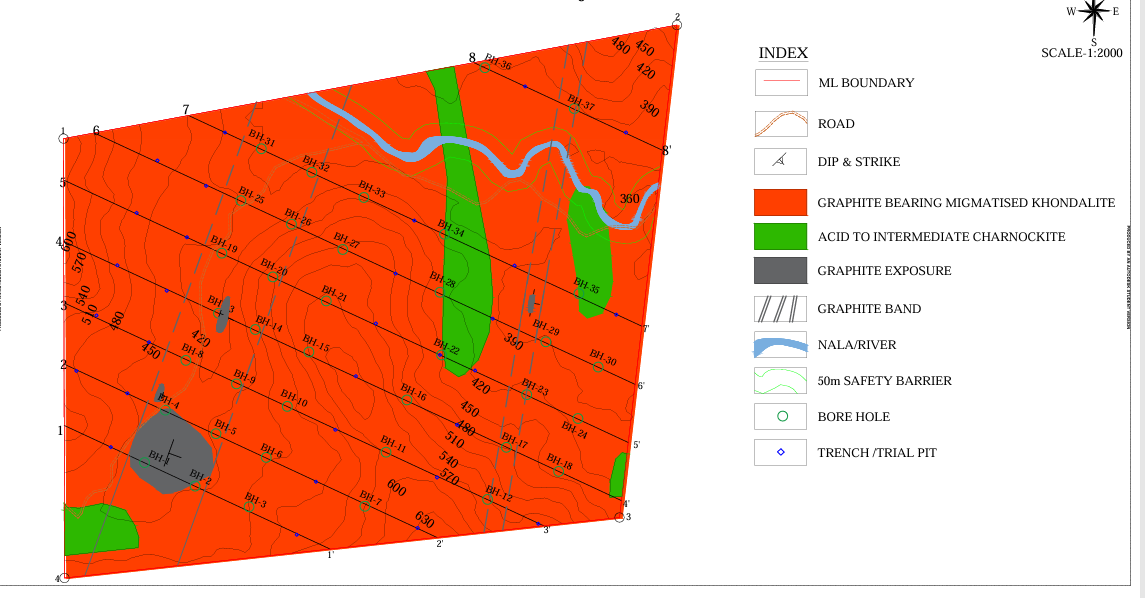 2
W
E
S
SCALE-1:2000
INDEX
ML BOUNDARY
ROAD
DIP & STRIKE
GRAPHITE BEARING MIGMATISED KHONDALITE
ACID TO INTERMEDIATE CHARNOCKITE
GRAPHITE EXPOSURE
GRAPHITE BAND
NALA/RIVER
50m SAFETY BARRIER
BORE HOLE
TRENCH /TRIAL PIT
480
450
420
390
8
BH-36
BH-37
7
1
6
BH-31
BH-32
BH-33
BH-34
BH-35
8'
5
BH-25
BH-26
BH-27
BH-28
BH-29
BH-30
360
7'
4
600
570
540
510
480
450
BH-19
BH-20
BH-21
BH-22
BH-23
BH-24
390
6'
3
420
BH-14
BH-15
BH-16
BH-17
BH-18
420
450
480
510
540
570
5'
2
BH-8
BH-9
BH-10
BH-11
BH-12
4'
3
1
BH-4
BH-5
BH-6
BH-7
600
630
3'
BH-1
BH-2
BH-3
2'
1'
4